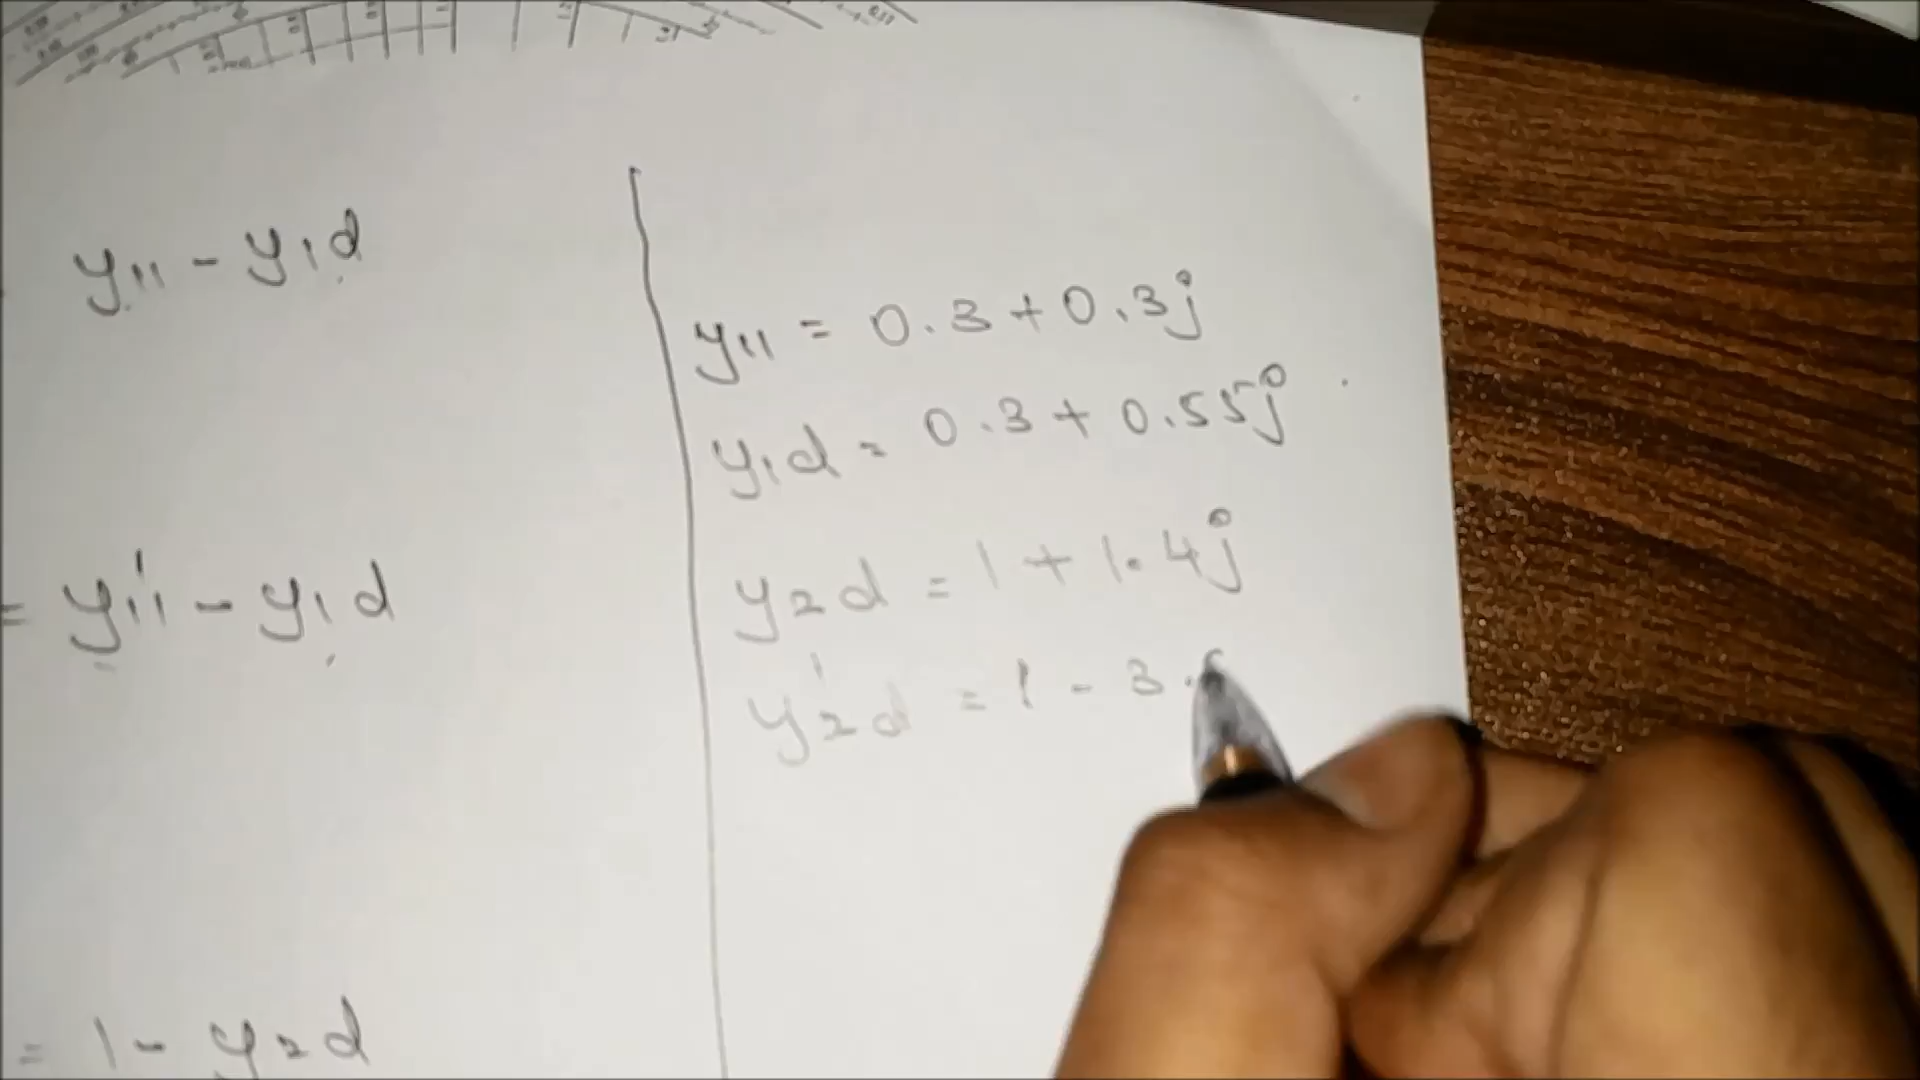 y11 - y1d
= y'11 - y1d
= 1 - y2d
y11 = 0.3 + 0.3j
y1d = 0.3 + 0.55j
y2d = 1 + 1.4j
y'2d = 1 - 3.